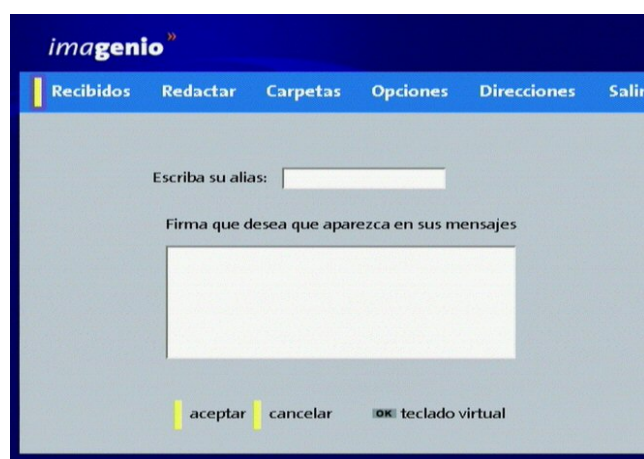 imagenio»
Recibidos Redactar Carpetas Opciones Direcciones Salir
Escriba su alias:
Firma que desea que aparezca en sus mensajes
aceptar cancelar OK teclado virtual